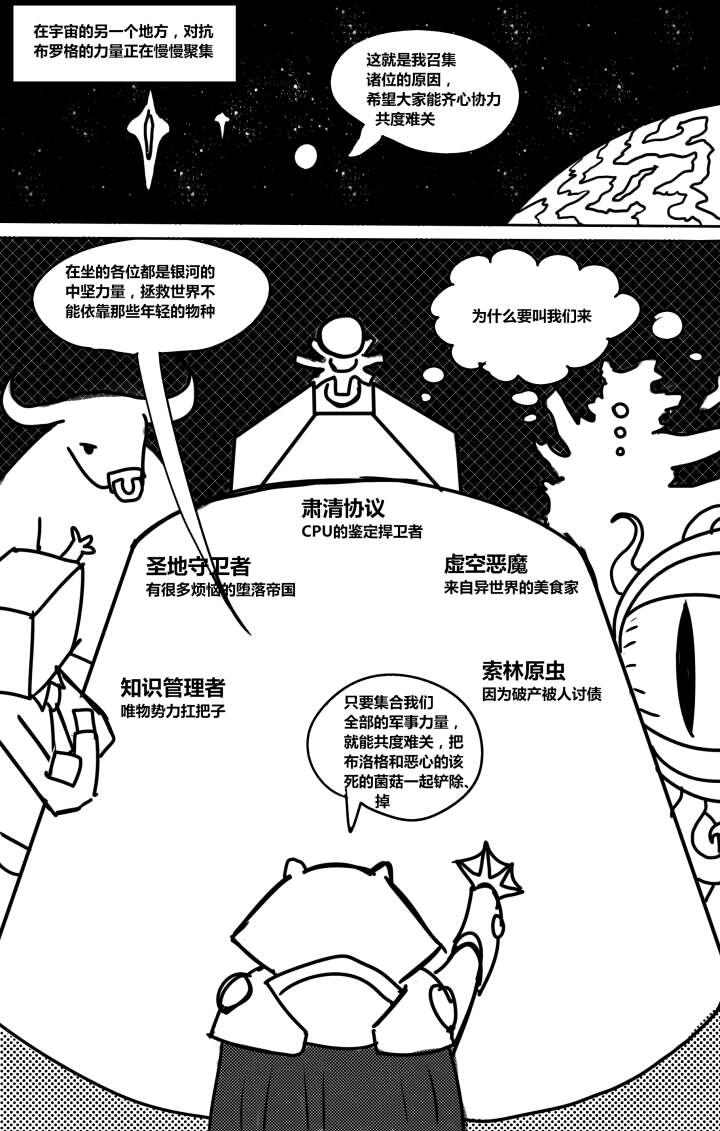 在宇宙的另一个地方，对抗
布罗格的力量正在慢慢聚集
这就是我召集
诸位的原因，
希望大家能齐心协力
共度难关
在坐的各位都是银河的
中坚力量，拯救世界不
能依靠那些年轻的物种
为什么要叫我们来
肃清协议
CPU的鉴定捍卫者
圣地守卫者
有很多烦恼的堕落帝国
虚空恶魔
来自异世界的美食家
知识管理者
唯物势力扛把子
索林原虫
因为破产被人讨债
只要集合我们
全部的军事力量，
就能共度难关，把
布洛格和恶心的该
死的菌菇一起铲除、
掉